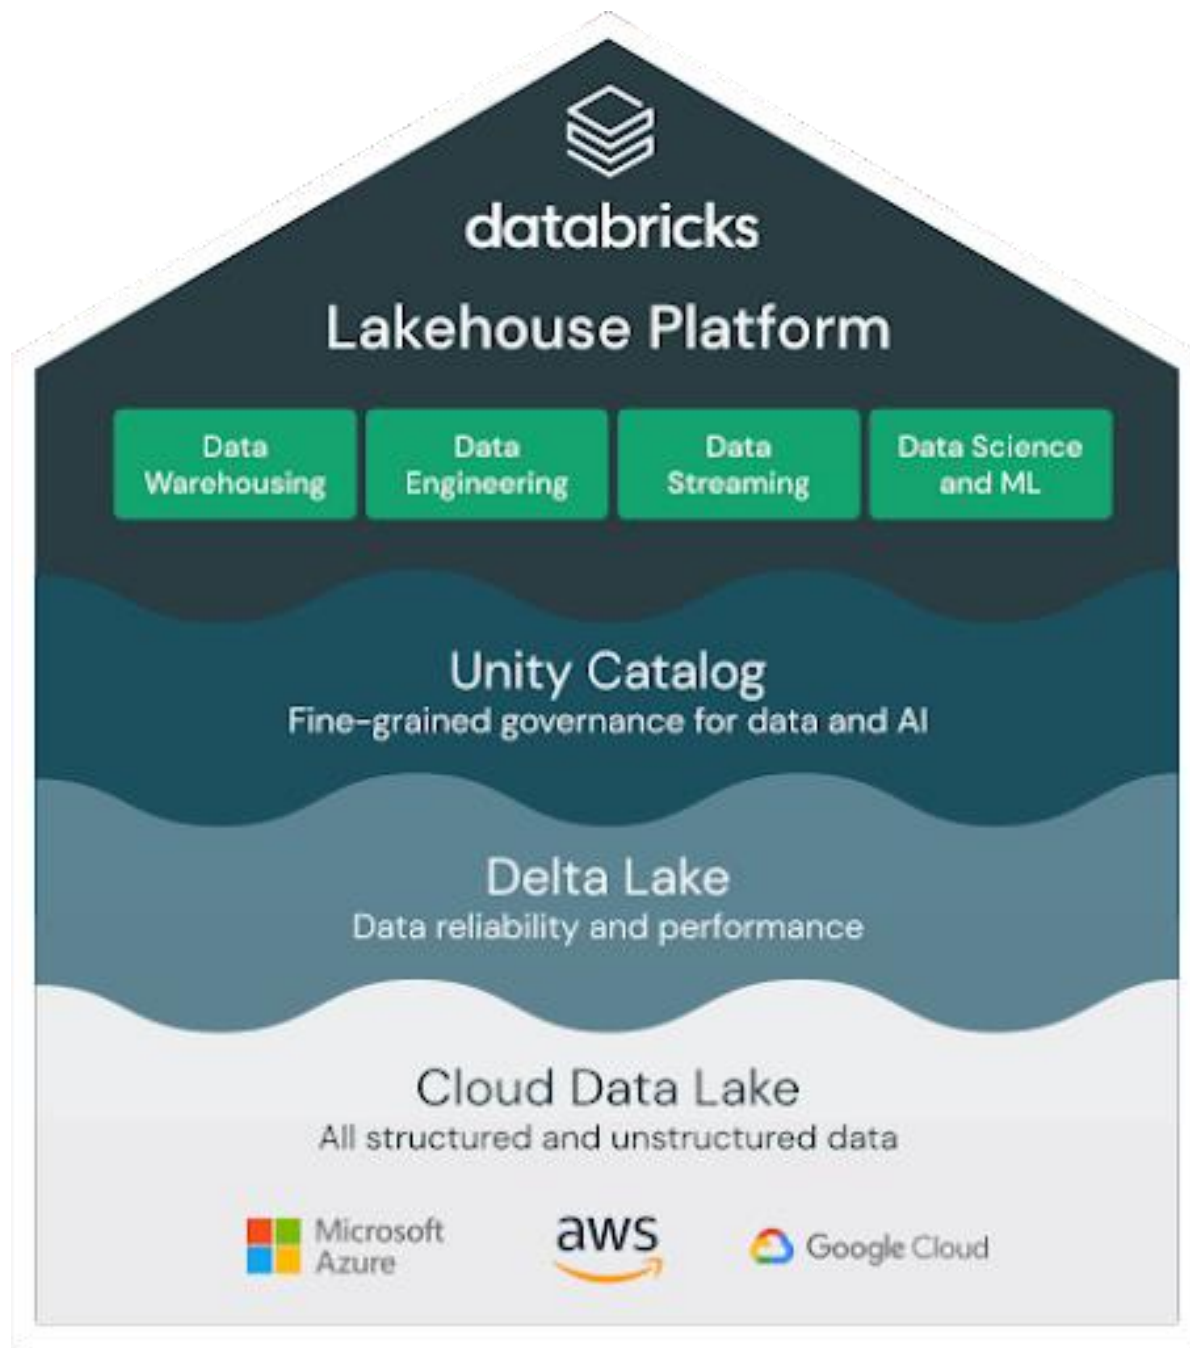 databricks
Lakehouse Platform
Data
Warehousing
Data
Engineering
Data
Streaming
Data Science
and ML
Unity Catalog
Fine-grained governance for data and AI
Delta Lake
Data reliability and performance
Cloud Data Lake
All structured and unstructured data
Microsoft
Azure
aws
Google Cloud